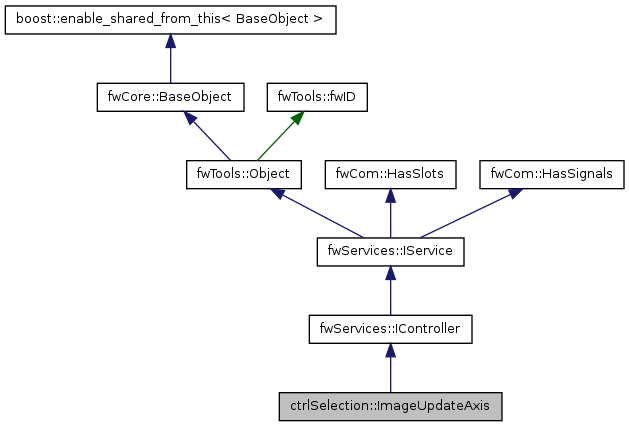 boost::enable_shared_from_this< BaseObject >
fwCore::BaseObject
fwTools::fwID
fwTools::Object
fwCom::HasSlots
fwCom::HasSignals
fwServices::IService
fwServices::IController
ctrlSelection::ImageUpdateAxis